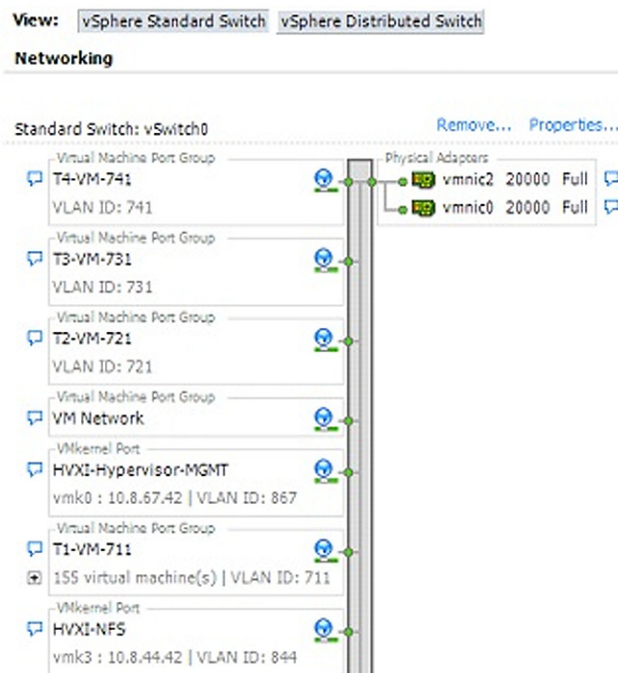 View: vSphere Standard Switch vSphere Distributed Switch
Networking
Standard Switch: vSwitch0 Remove... Properties...
Virtual Machine Port Group
T4-VM-741
VLAN ID: 741
Physical Adapters
vmnic2 20000 Full
vmnic0 20000 Full
Virtual Machine Port Group
T3-VM-731
VLAN ID: 731
Virtual Machine Port Group
T2-VM-721
VLAN ID: 721
Virtual Machine Port Group
VM Network
VMkernel Port
HVXI-Hypervisor-MGMT
vmk0 : 10.8.67.42 | VLAN ID: 867
Virtual Machine Port Group
T1-VM-711
155 virtual machine(s) | VLAN ID: 711
VMkernel Port
HVXI-NFS
vmk3 : 10.8.44.42 | VLAN ID: 844